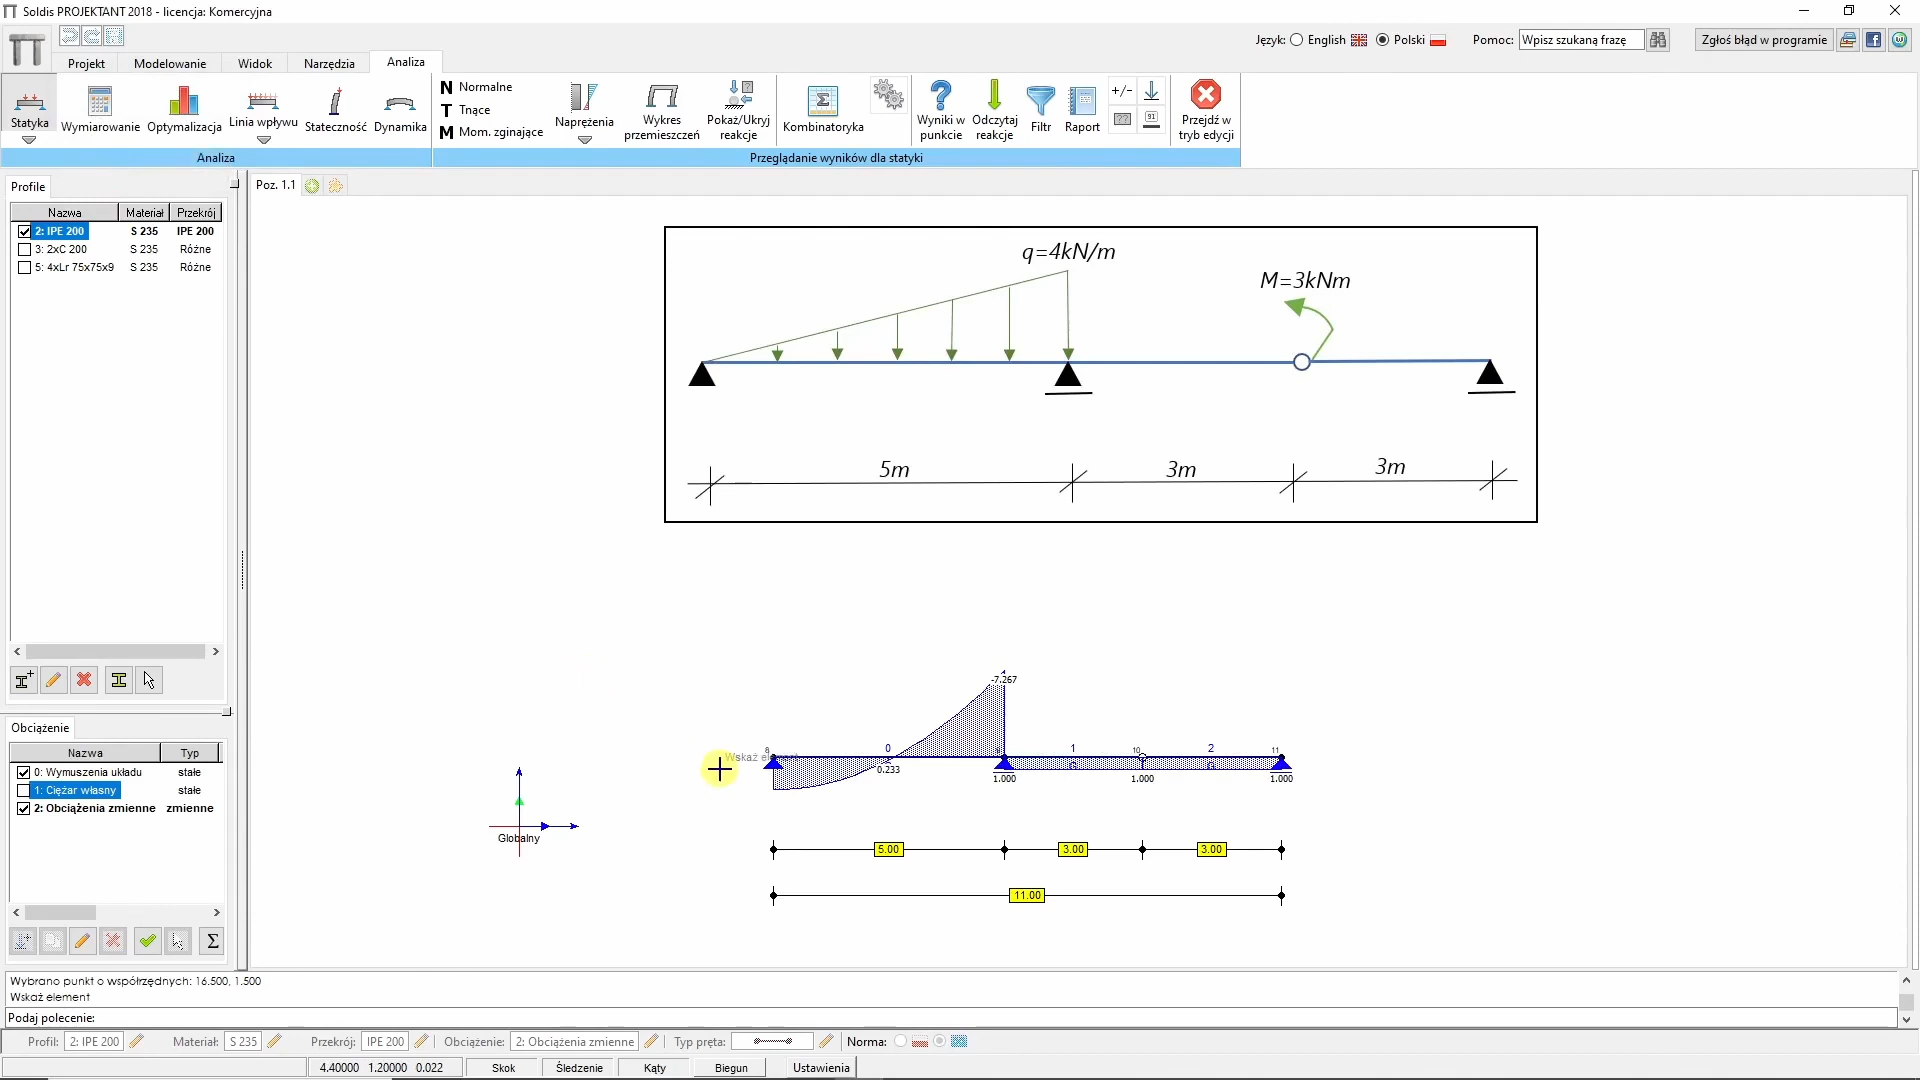 Soldis PROJEKTANT 2018 - licencja: Komercyjna
Język: English Polski Pomoc: Wpisz szukaną frazę Zgłoś błąd w programie
Projekt Modelowanie Widok Narzędzia Analiza
Statyka Wymiarowanie Optymalizacja Linia wpływu Stateczność Dynamika
N Normalne
T Tnące
M Mom. zginające
Naprężenia Wykres przemieszczeń Pokaż/Ukryj reakcje Kombinatoryka Wyniki w punkcie Odczytaj reakcje Filtr Raport +/- Przejdź w tryb edycji
Analiza Przeglądanie wyników dla statyki
Profile
Poz. 1.1
Nazwa Materiał Przekrój
2: IPE 200 S 235 IPE 200
3: 2xC 200 S 235 Różne
5: 4xLr 75x75x9 S 235 Różne
q=4kN/m
M=3kNm
5m 3m 3m
-7.267
8 0 9 1 10 2 11
Wskaż element
0.233 1.000 1.000 1.000
5.00 3.00 3.00
11.00
Globalny
Obciążenie
Nazwa Typ
0: Wymuszenia układu stałe
1: Ciężar własny stałe
2: Obciążenia zmienne zmienne
Σ
Wybrano punkt o współrzędnych: 16.500, 1.500
Wskaż element
Podaj polecenie:
Profil: 2: IPE 200 Materiał: S 235 Przekrój: IPE 200 Obciążenie: 2: Obciążenia zmienne Typ pręta: Norma:
4.40000 1.20000 0.022 Skok Śledzenie Kąty Biegun Ustawienia